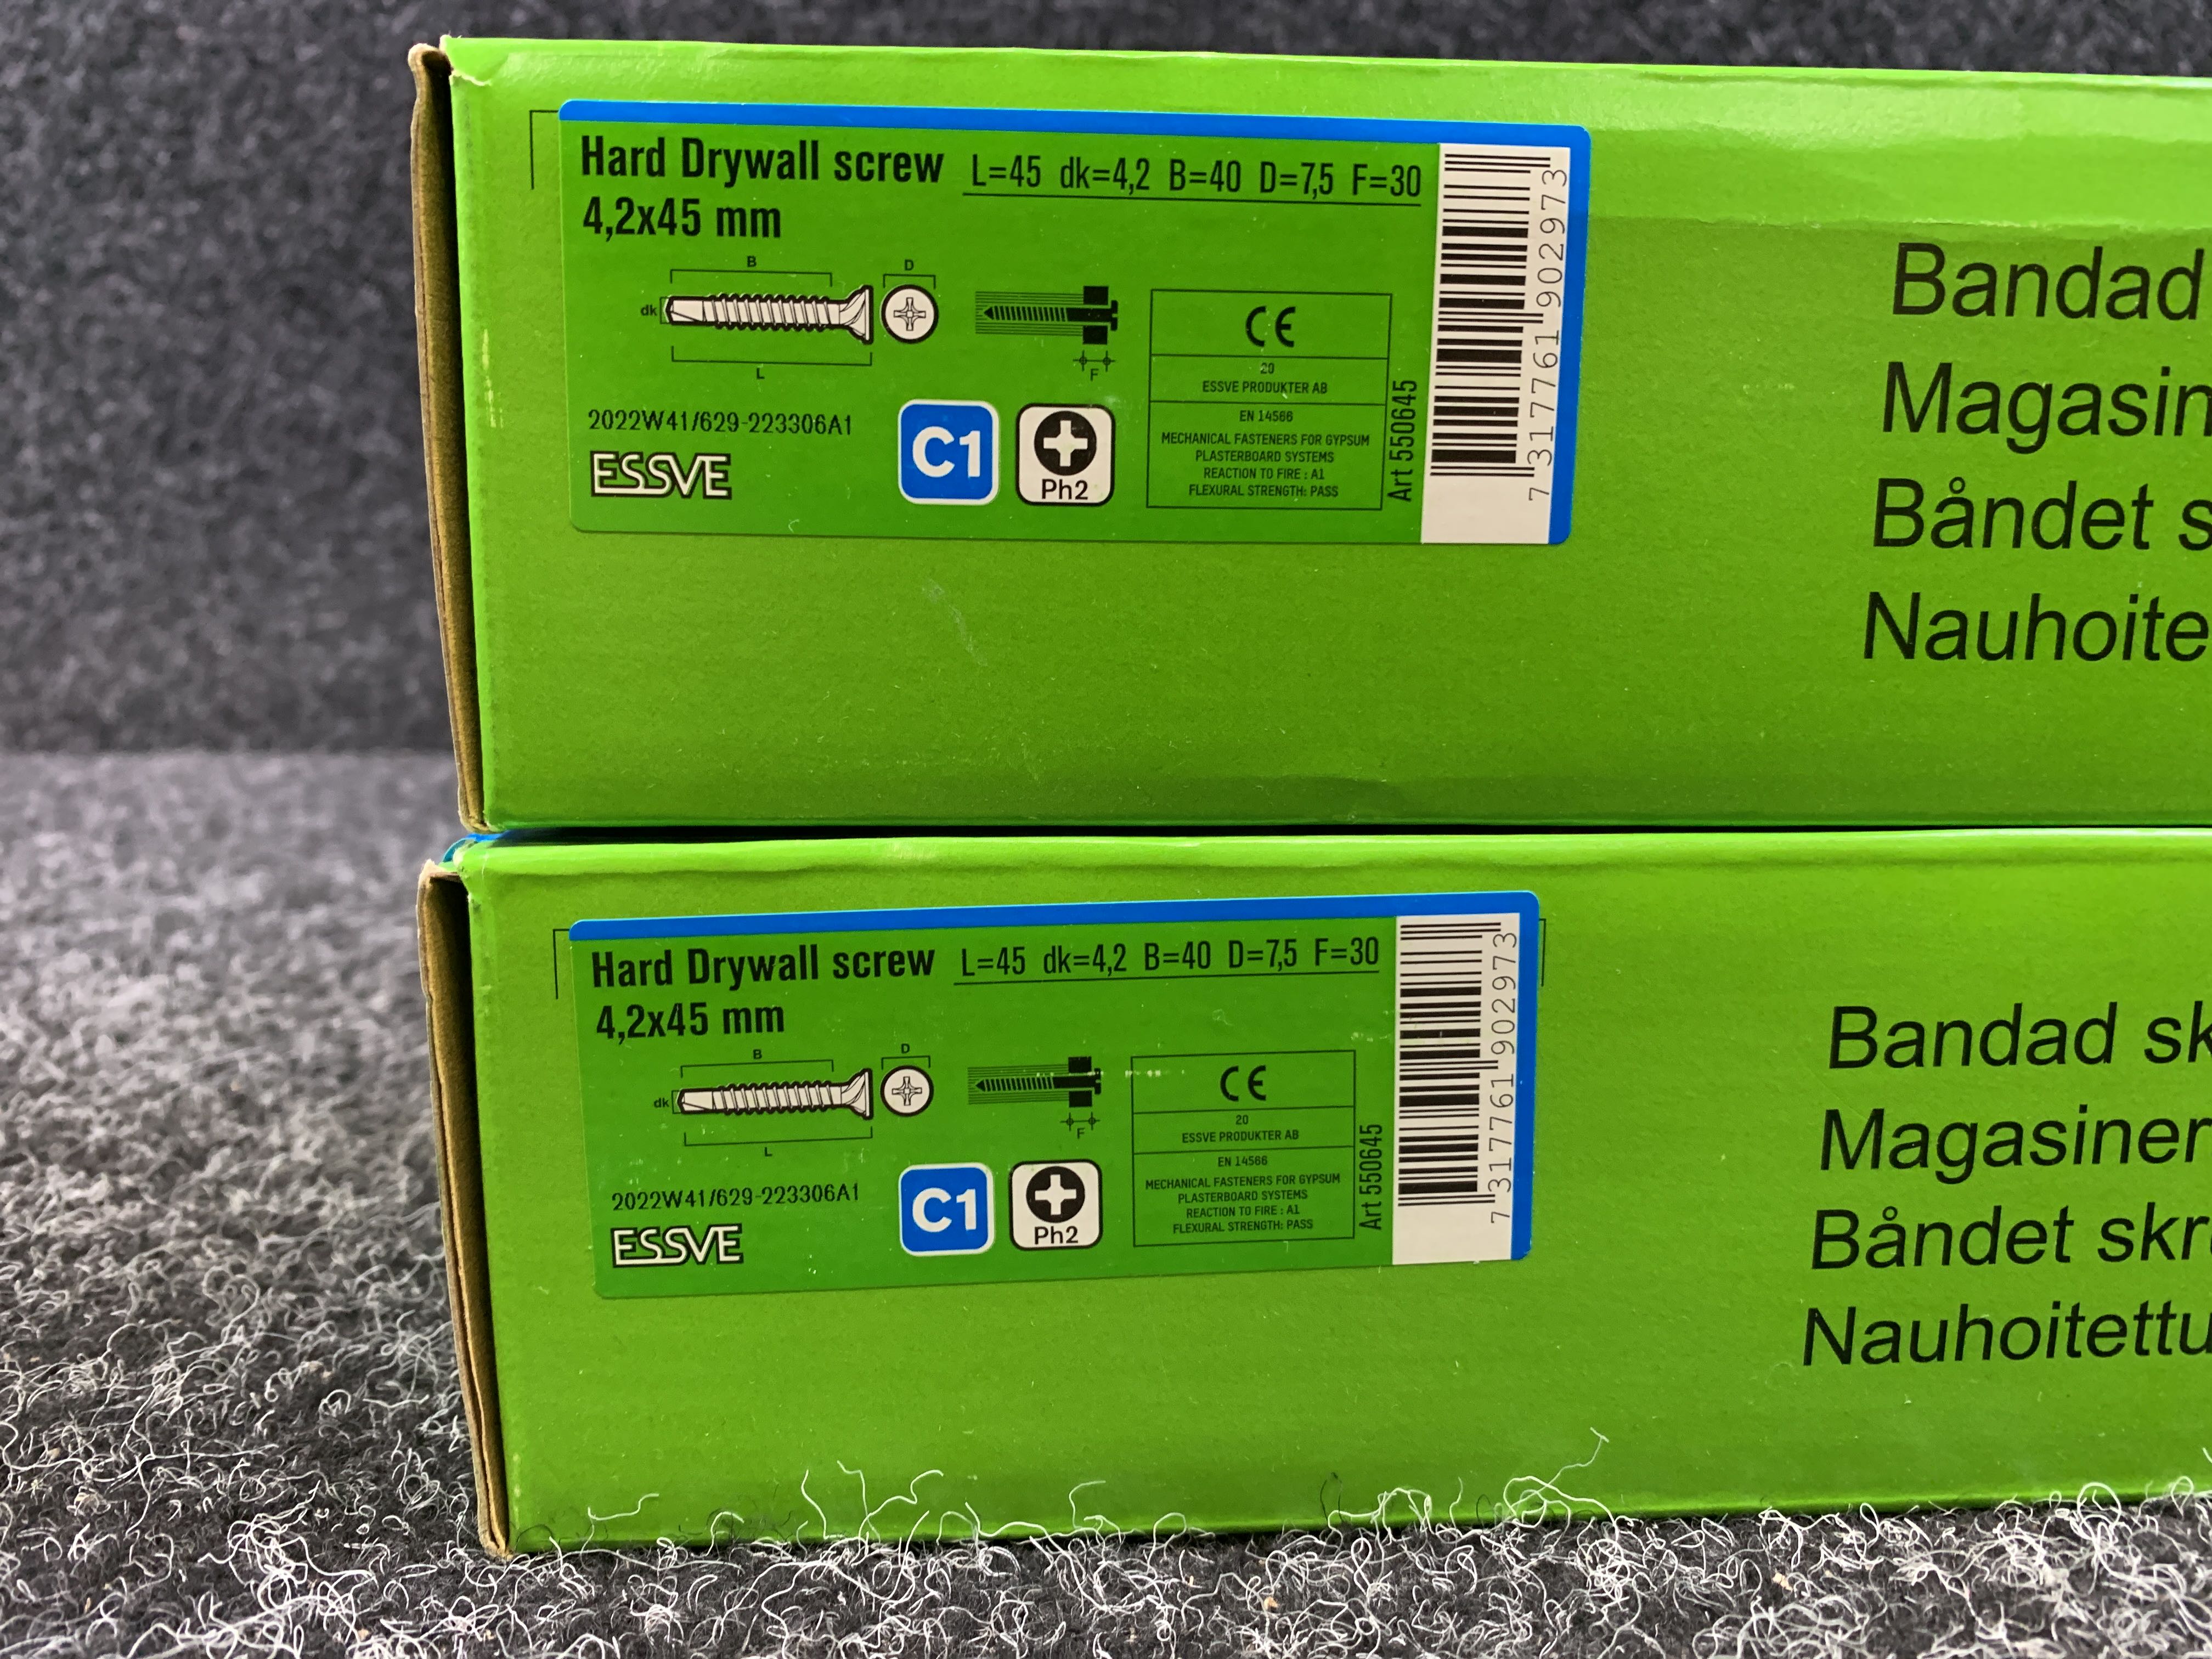 Hard Drywall screw L=45 dk=4,2 B=40 D=7,5 F=30
4,2x45 mm
B
D
dk
L
F
2022W41/629-223306A1
ESSVE
C1
Ph2
CE
20
ESSVE PRODUKTER AB
EN 14566
MECHANICAL FASTENERS FOR GYPSUM
PLASTERBOARD SYSTEMS
REACTION TO FIRE : A1
FLEXURAL STRENGTH: PASS
Art 550645
7 317761 902973
Bandad
Magasin
Båndet s
Nauhoite
Hard Drywall screw L=45 dk=4,2 B=40 D=7,5 F=30
4,2x45 mm
B
D
dk
L
F
2022W41/629-223306A1
ESSVE
C1
Ph2
CE
20
ESSVE PRODUKTER AB
EN 14566
MECHANICAL FASTENERS FOR GYPSUM
PLASTERBOARD SYSTEMS
REACTION TO FIRE : A1
FLEXURAL STRENGTH: PASS
Art 550645
7 317761 902973
Bandad sk
Magasiner
Båndet skr
Nauhoitettu